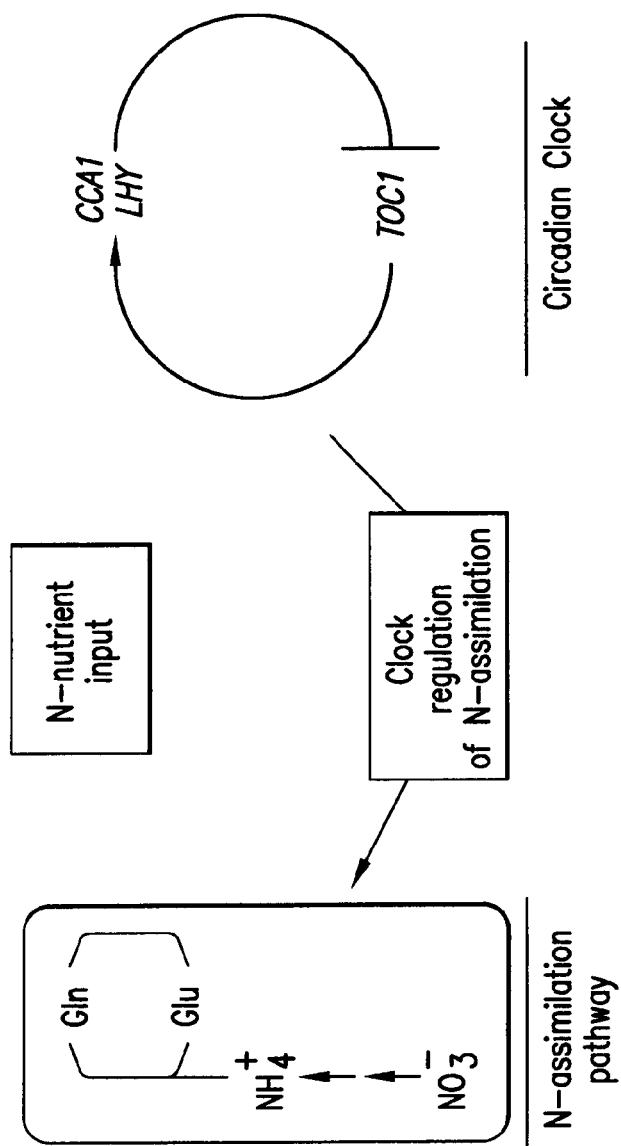 Gln
Glu
NH4+
NO3−
N–assimilation
pathway
N–nutrient
input
Clock
regulation
of N–assimilation
CCA1
LHY
TOC1
Circadian Clock